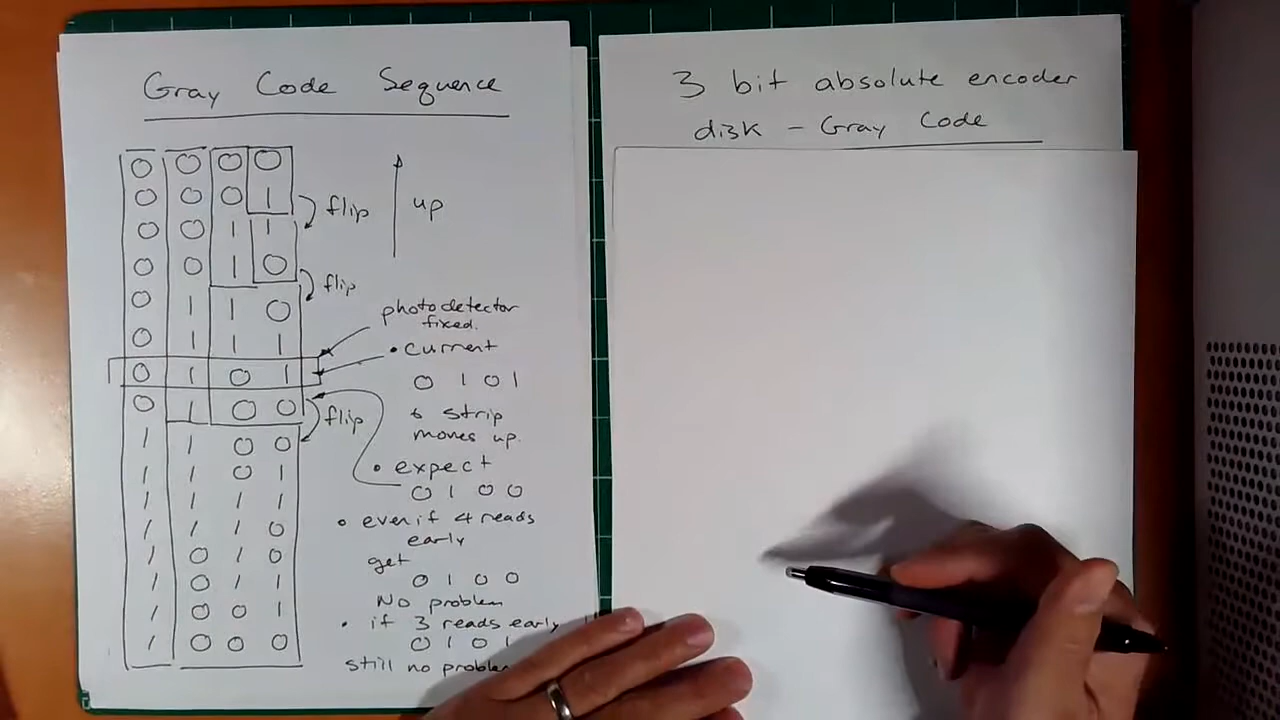 Gray Code Sequence
0 0 0 0
0 0 0 1
flip
up
0 0 1 1
0 0 1 0
flip
0 1 1 0
photodetector
fixed.
0 1 1 1
• current
0 1 0 1
0 1 0 1
0 1 0 0
flip
strip
moves up.
1 1 0 0
1 1 0 1
• expect
0 1 0 0
1 1 1 1
1 1 1 0
• even if 4 reads
early
1 0 1 0
get
1 0 1 1
0 1 0 0
No problem
1 0 0 1
• if 3 reads early
1 0 0 0
0 1 0 1
still no problem
3 bit absolute encoder
disk - Gray Code